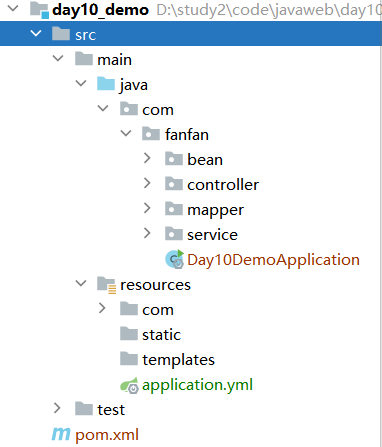 day10_demo D:\study2\code\javaweb\day10
src
main
java
com
fanfan
bean
controller
mapper
service
Day10DemoApplication
resources
com
static
templates
application.yml
test
pom.xml